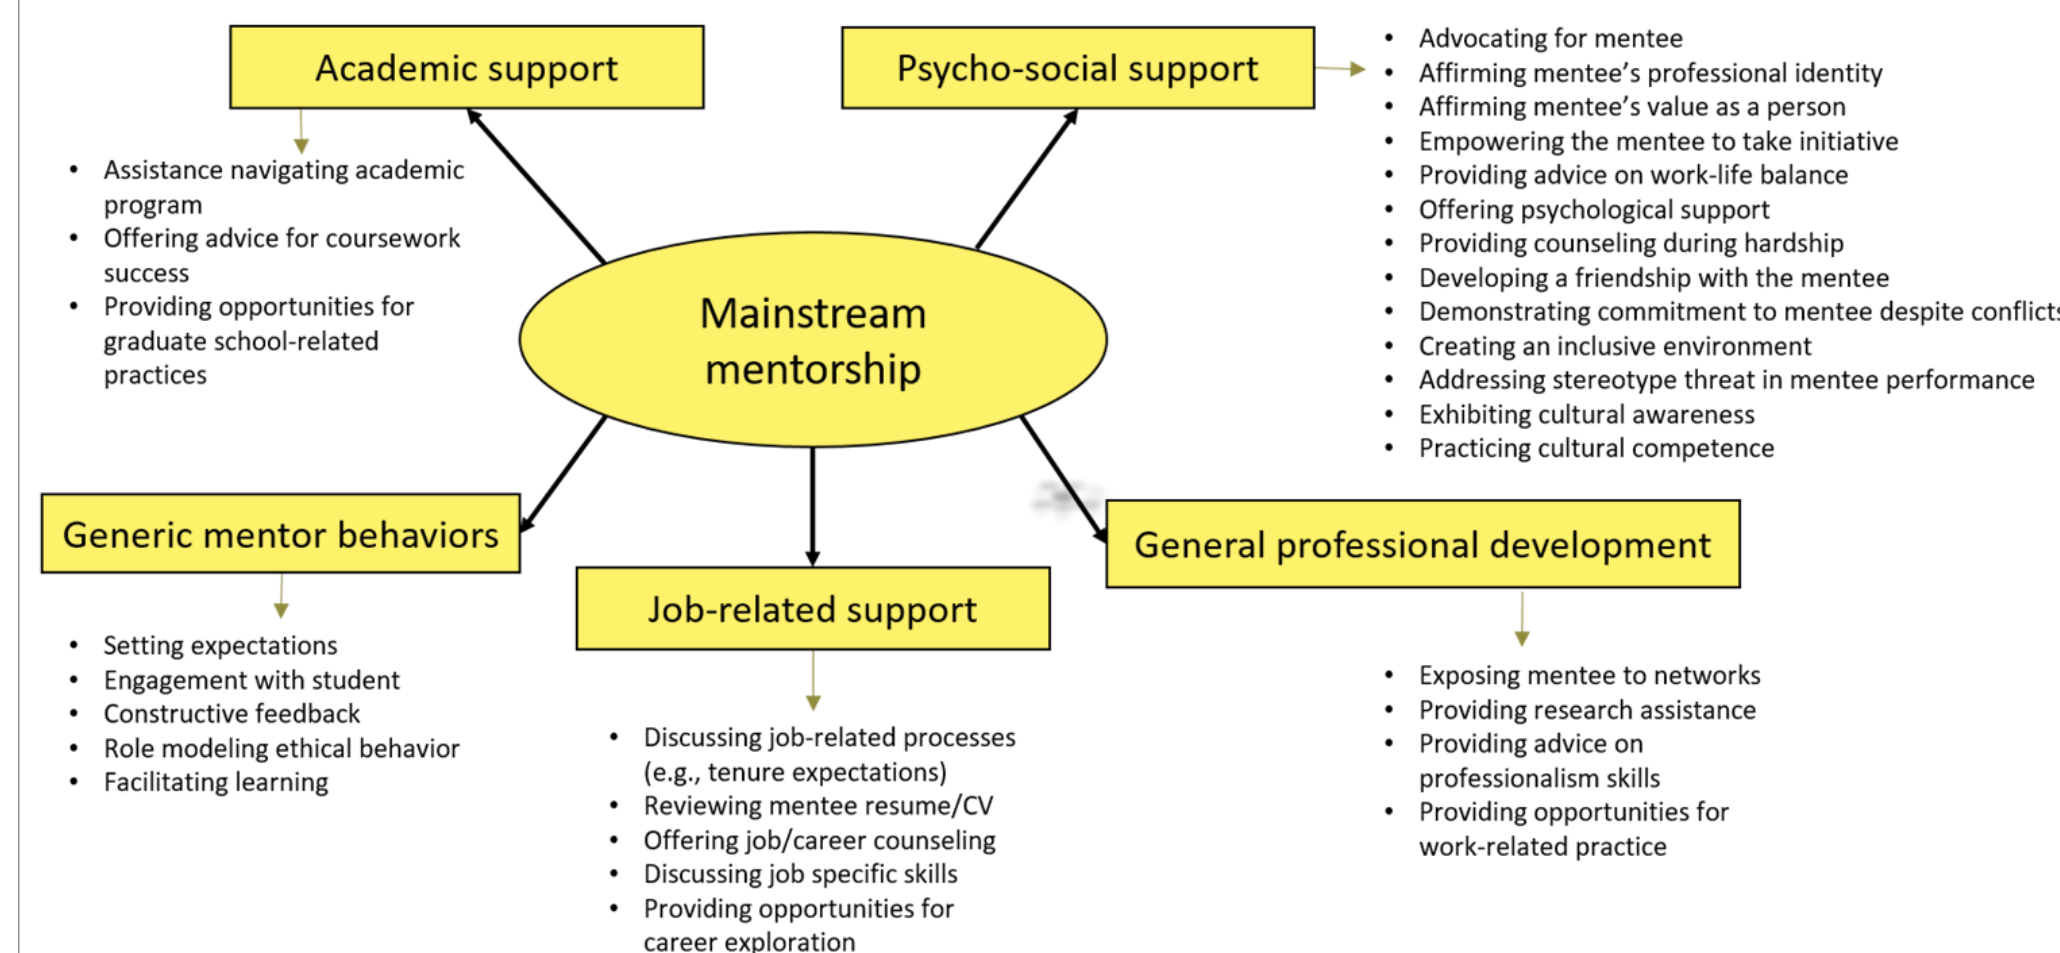 Academic support
• Assistance navigating academic
program
• Offering advice for coursework
success
• Providing opportunities for
graduate school-related
practices
Psycho-social support
• Advocating for mentee
• Affirming mentee’s professional identity
• Affirming mentee’s value as a person
• Empowering the mentee to take initiative
• Providing advice on work-life balance
• Offering psychological support
• Providing counseling during hardship
• Developing a friendship with the mentee
• Demonstrating commitment to mentee despite conflicts
• Creating an inclusive environment
• Addressing stereotype threat in mentee performance
• Exhibiting cultural awareness
• Practicing cultural competence
Mainstream
mentorship
Generic mentor behaviors
• Setting expectations
• Engagement with student
• Constructive feedback
• Role modeling ethical behavior
• Facilitating learning
Job-related support
• Discussing job-related processes
(e.g., tenure expectations)
• Reviewing mentee resume/CV
• Offering job/career counseling
• Discussing job specific skills
• Providing opportunities for
career exploration
General professional development
• Exposing mentee to networks
• Providing research assistance
• Providing advice on
professionalism skills
• Providing opportunities for
work-related practice